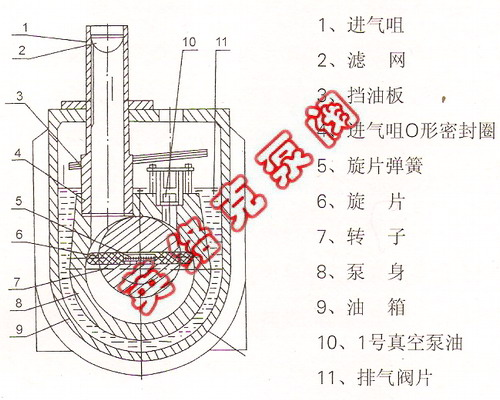 1
2
3
4
5
6
7
8
9
10
11
1、进气咀
2、滤 网
3、挡油板
4、进气咀O形密封圈
5、旋片弹簧
6、旋 片
7、转 子
8、泵 身
9、油 箱
10、1号真空泵油
11、排气阀片
克泵液